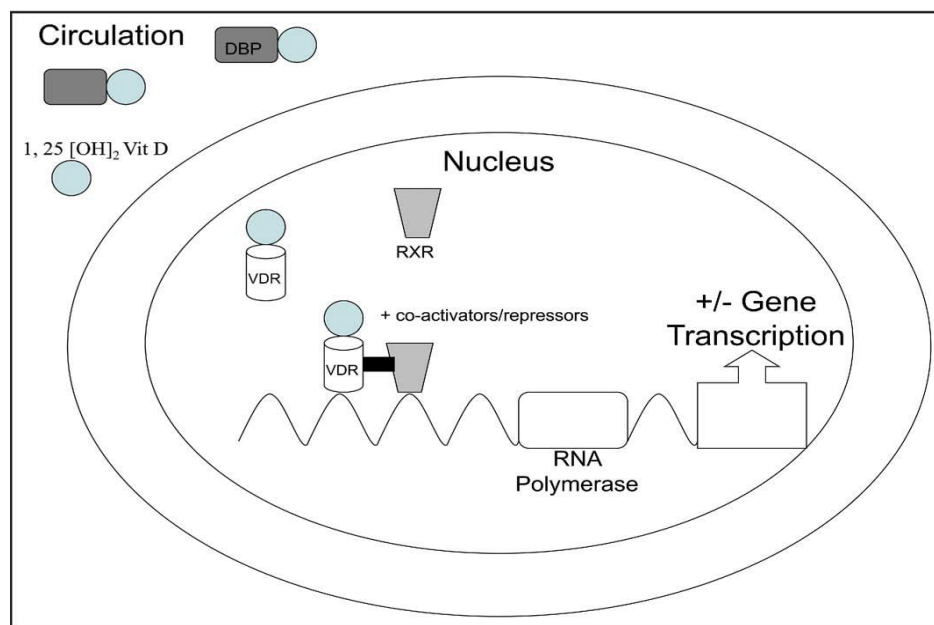 Circulation
DBP
1, 25 [OH]₂ Vit D
Nucleus
RXR
VDR
+ co-activators/repressors
VDR
+/- Gene
Transcription
RNA
Polymerase